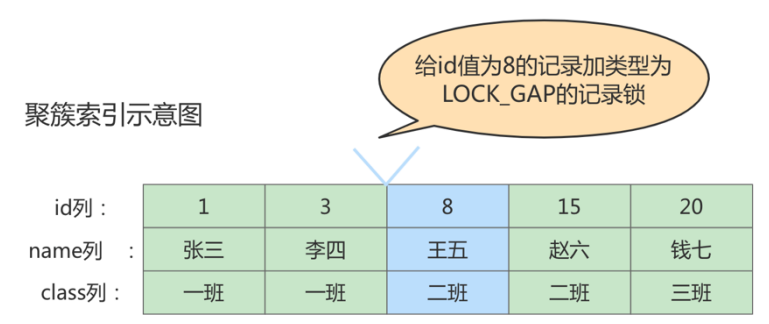 给id值为8的记录加类型为
LOCK_GAP的记录锁
聚簇索引示意图
id列： 1 3 8 15 20
name列 ： 张三 李四 王五 赵六 钱七
class列： 一班 一班 二班 二班 三班